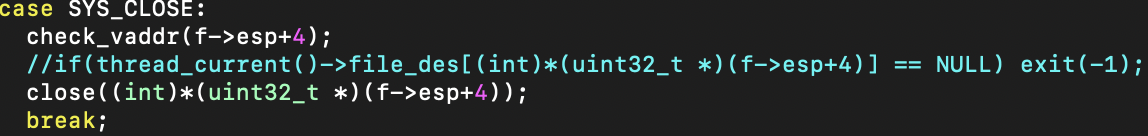 case SYS_CLOSE:
check_vaddr(f->esp+4);
//if(thread_current()->file_des[(int)*(uint32_t *)(f->esp+4)] == NULL) exit(-1);
close((int)*(uint32_t *)(f->esp+4));
break;